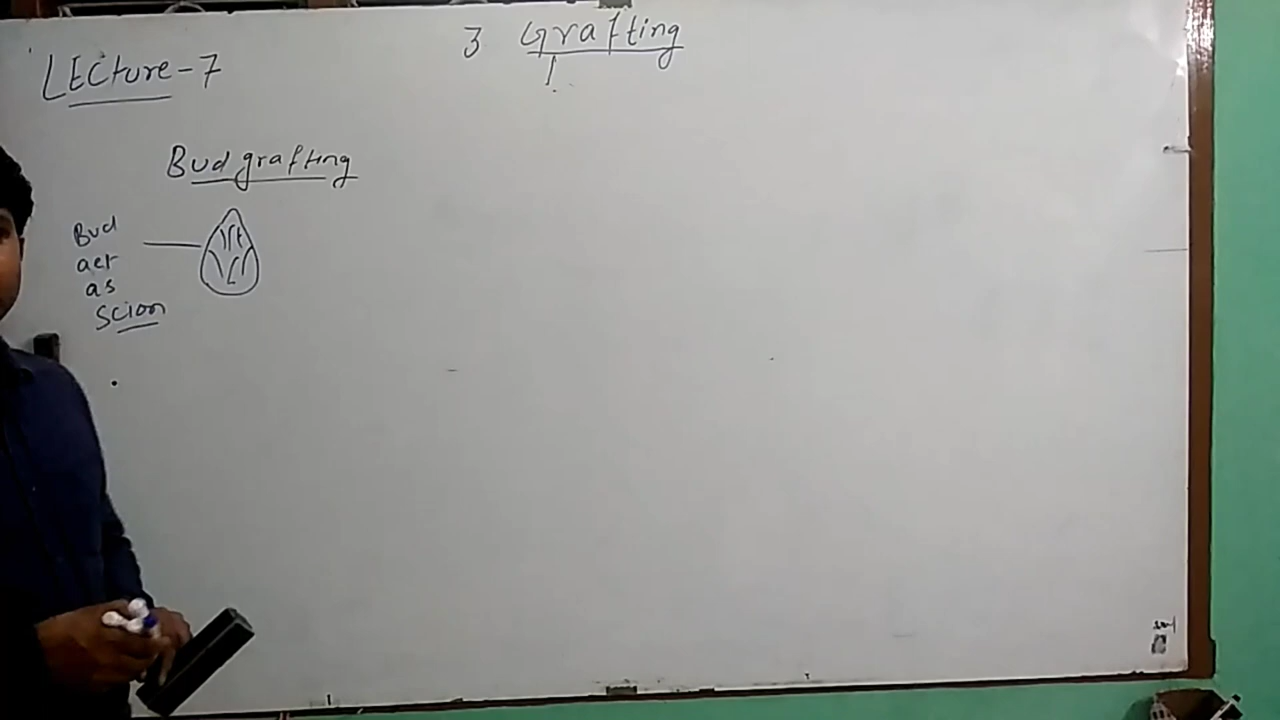 3 Grafting
Lecture-7
Bud grafting
Bud
act
as
Scion